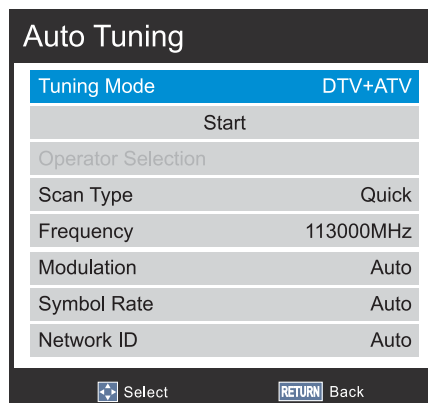 Auto Tuning
Tuning Mode DTV+ATV
Start
Operator Selection
Scan Type Quick
Frequency 113000MHz
Modulation Auto
Symbol Rate Auto
Network ID Auto
Select RETURN Back